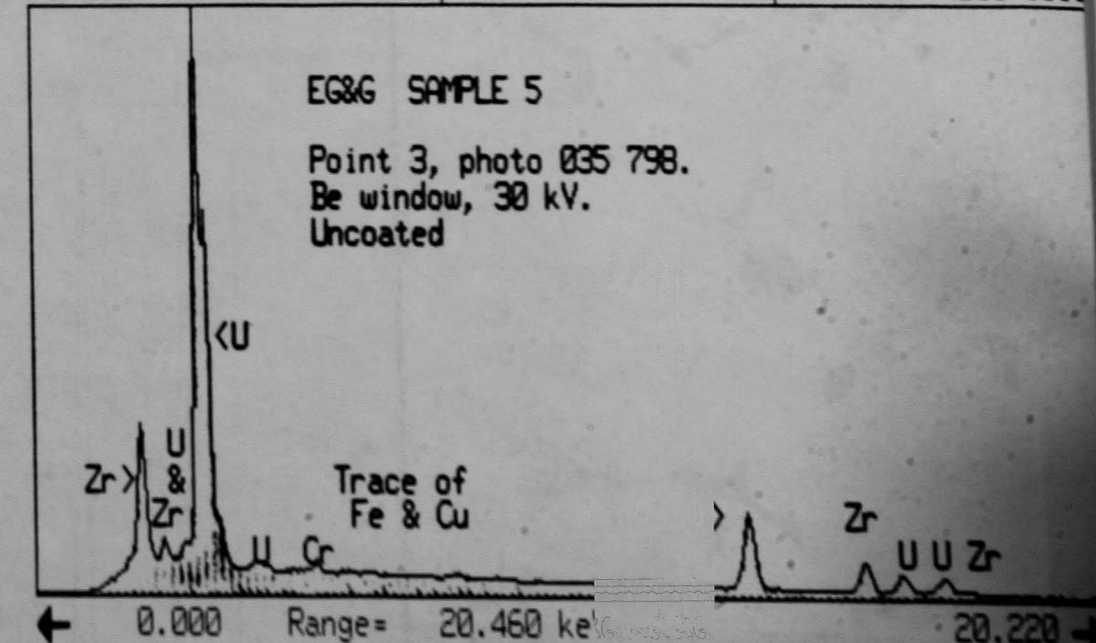 EG&G SAMPLE 5
Point 3, photo 035 798.
Be window, 30 kV.
Uncoated
<U
U
Zr>
&
Zr
Trace of
Fe & Cu
U
Cr
>
Zr
U
U
Zr
0.000
Range=
20.460 ke
20.220